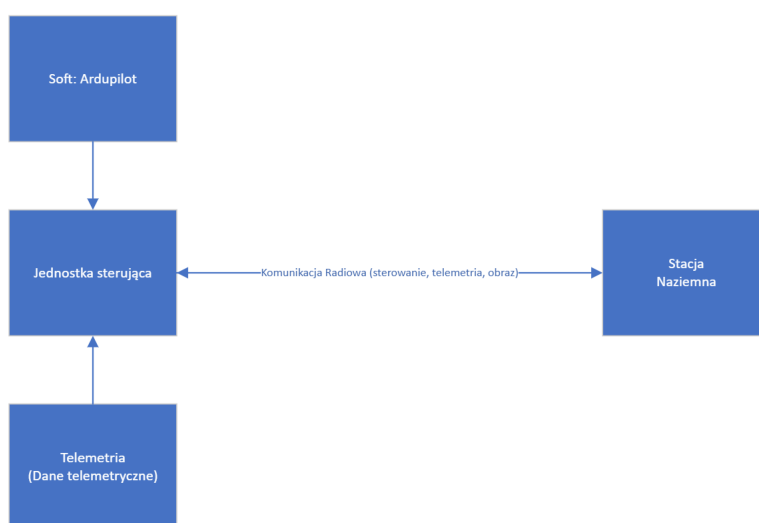 Soft: Ardupilot
Jednostka sterująca
Komunikacja Radiowa (sterowanie, telemetria, obraz)
Stacja
Naziemna
Telemetria
(Dane telemetryczne)